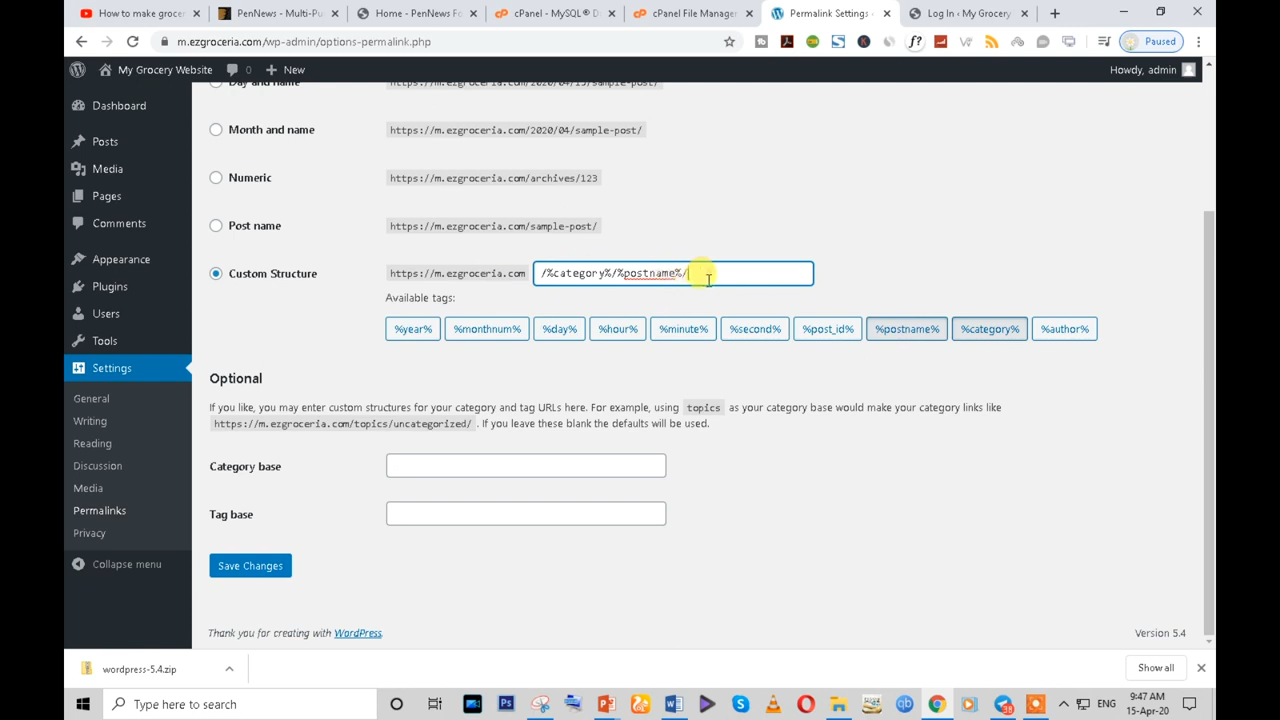 How to make grocer
PenNews - Multi-Pu
Home - PenNews Fo
cPanel - MySQL® D
cPanel File Manager
Permalink Settings ‹
Log In ‹ My Grocery
m.ezgroceria.com/wp-admin/options-permalink.php
Paused
My Grocery Website
0
New
Howdy, admin
Dashboard
Posts
Media
Pages
Comments
Appearance
Plugins
Users
Tools
Settings
General
Writing
Reading
Discussion
Media
Permalinks
Privacy
Collapse menu
Day and name https://m.ezgroceria.com/2020/04/15/sample-post/
Month and name https://m.ezgroceria.com/2020/04/sample-post/
Numeric https://m.ezgroceria.com/archives/123
Post name https://m.ezgroceria.com/sample-post/
Custom Structure https://m.ezgroceria.com /%category%/%postname%/
Available tags:
%year% %monthnum% %day% %hour% %minute% %second% %post_id% %postname% %category% %author%
Optional
If you like, you may enter custom structures for your category and tag URLs here. For example, using topics as your category base would make your category links like
https://m.ezgroceria.com/topics/uncategorized/ . If you leave these blank the defaults will be used.
Category base
Tag base
Save Changes
Thank you for creating with WordPress.
Version 5.4
wordpress-5.4.zip
Show all
Type here to search
38
ENG
9:47 AM
15-Apr-20